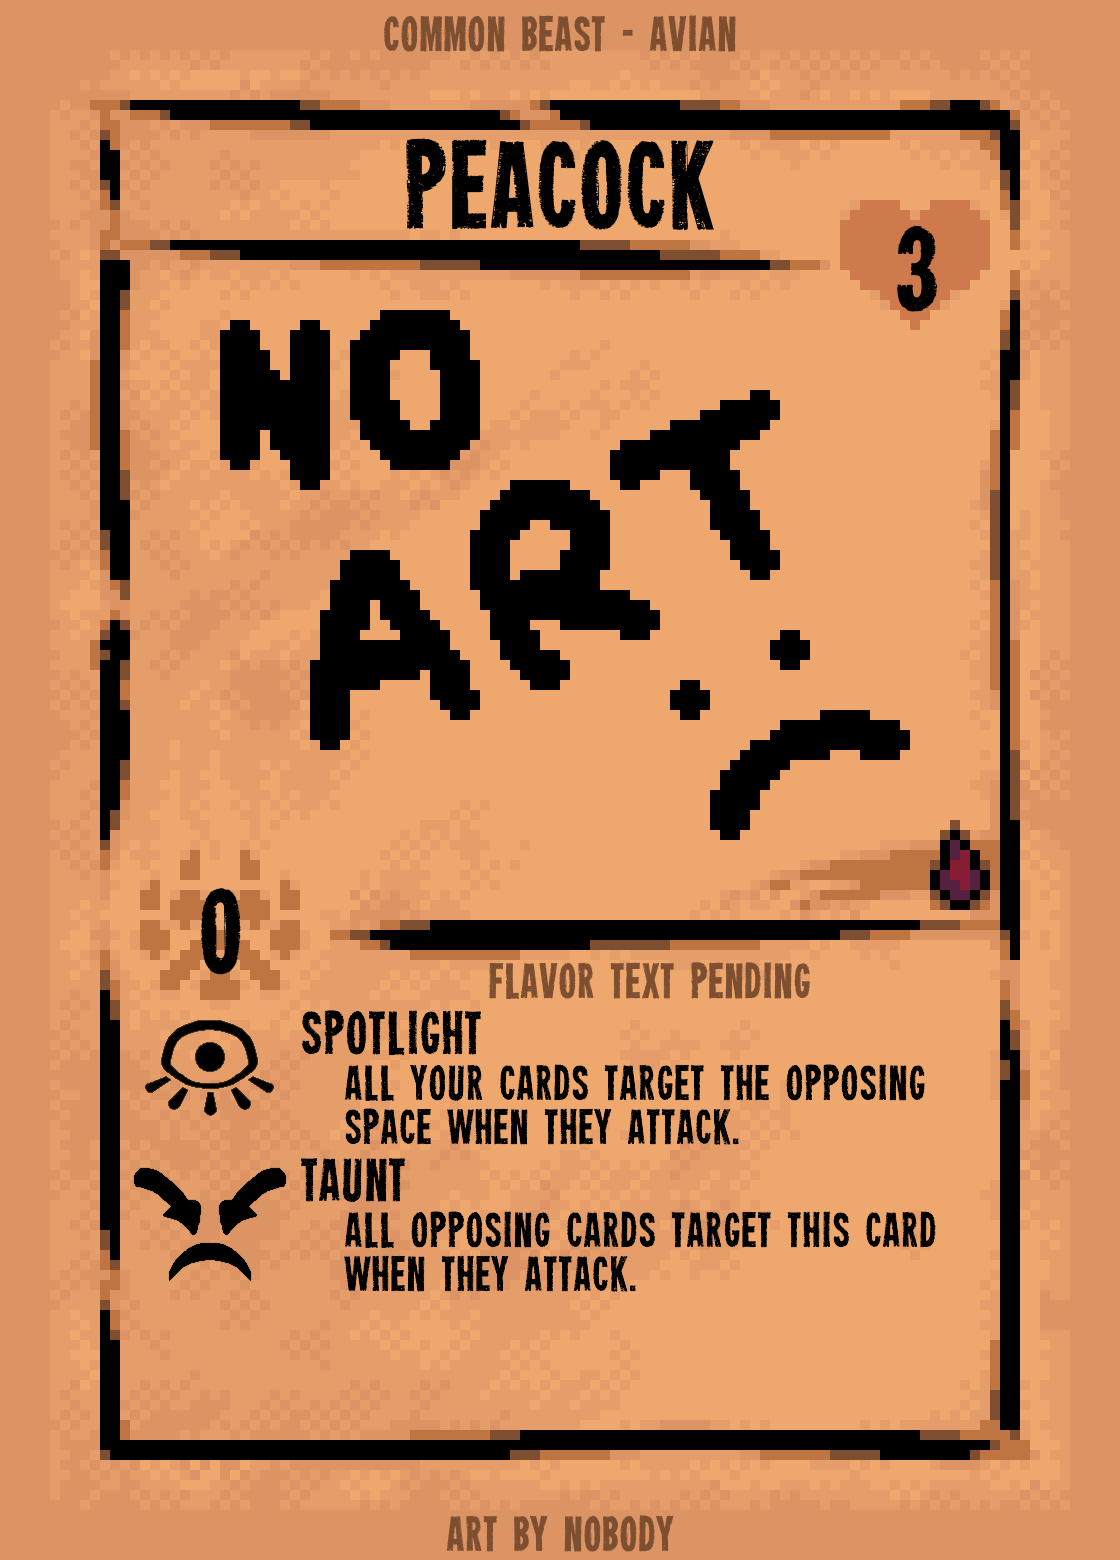 COMMON BEAST - AVIAN
PEACOCK
3
NO
ART
0
FLAVOR TEXT PENDING
SPOTLIGHT
ALL YOUR CARDS TARGET THE OPPOSING
SPACE WHEN THEY ATTACK.
TAUNT
ALL OPPOSING CARDS TARGET THIS CARD
WHEN THEY ATTACK.
ART BY NOBODY